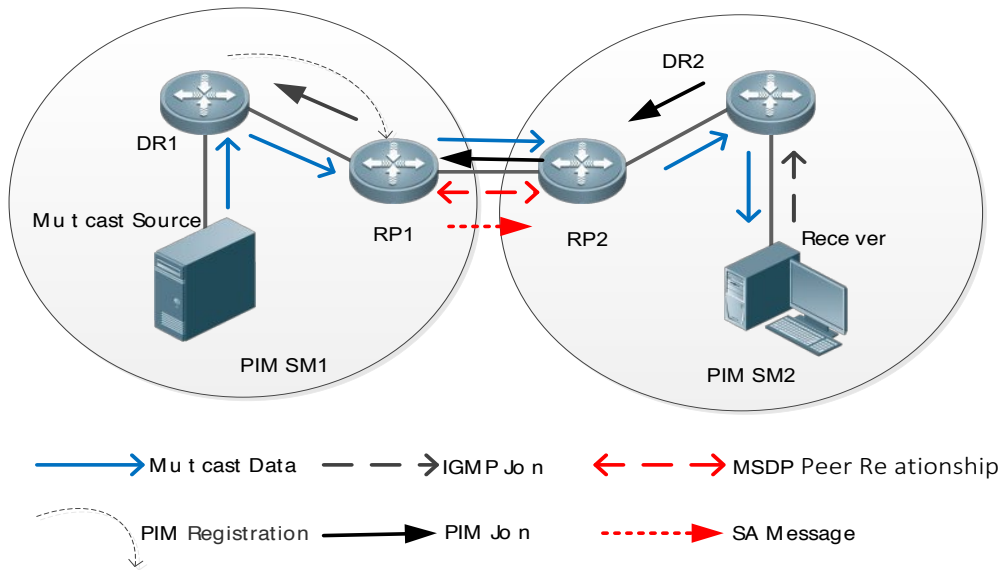 DR2
DR1
Mut cast Source
RP1
RP2
Rece ver
PIM SM1
PIM SM2
Mu t cast Data
IGMP Jo n
MSDP Peer Re ationship
PIM Registration
PIM Jo n
SA Message